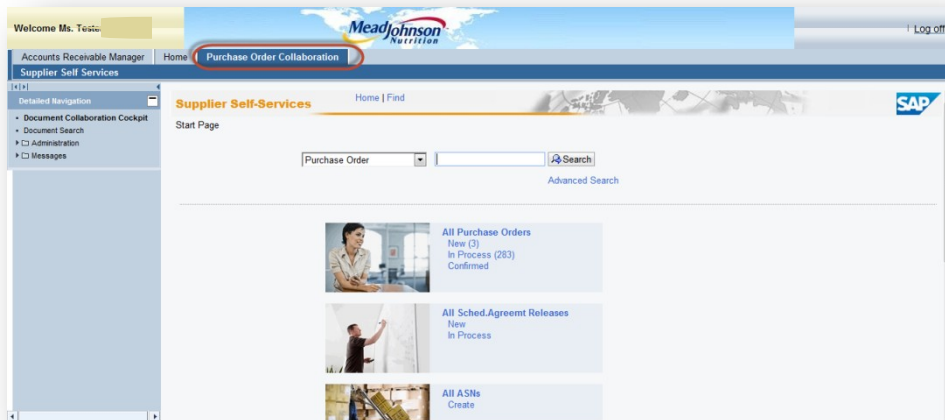 Welcome Ms.
MeadJohnson
Nutrition
Log off
Accounts Receivable Manager Home Purchase Order Collaboration
Supplier Self Services
Detailed Navigation
Document Collaboration Cockpit
Document Search
Administration
Messages
Supplier Self-Services
Home | Find
SAP
Start Page
Purchase Order
Search
Advanced Search
All Purchase Orders
New (3)
In Process (283)
Confirmed
All Sched.Agreemt Releases
New
In Process
All ASNs
Create